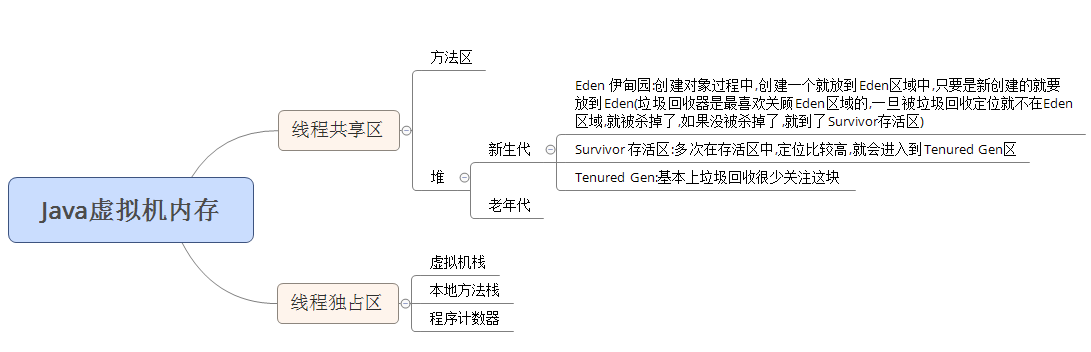 Java虚拟机内存
线程共享区
方法区
堆
新生代
Eden 伊甸园:创建对象过程中,创建一个就放到Eden区域中,只要是新创建的就要
放到Eden(垃圾回收器是最喜欢关顾Eden区域的,一旦被垃圾回收定位就不在Eden
区域,就被杀掉了,如果没被杀掉了,就到了Survivor存活区)
Survivor 存活区:多次在存活区中,定位比较高,就会进入到Tenured Gen区
Tenured Gen:基本上垃圾回收很少关注这块
老年代
线程独占区
虚拟机栈
本地方法栈
程序计数器